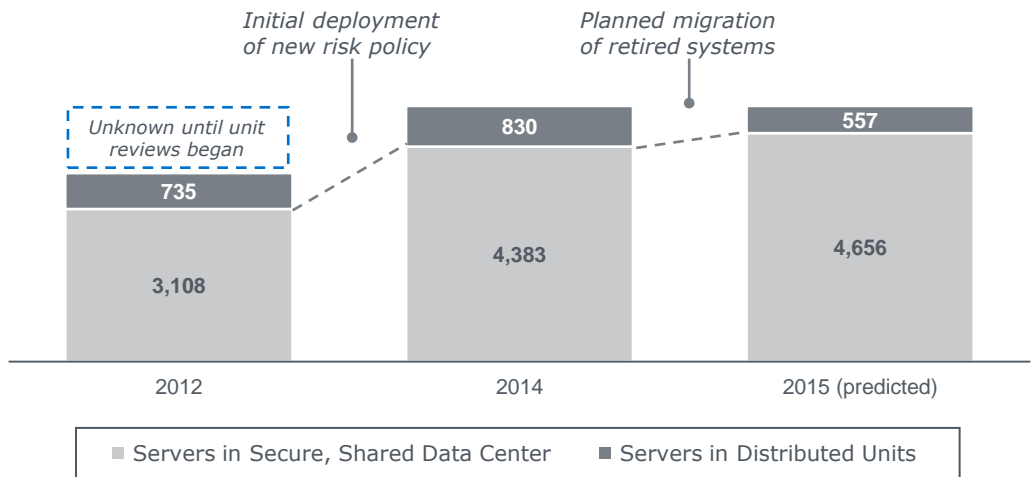 Initial deployment
of new risk policy
Planned migration
of retired systems
Unknown until unit
reviews began
735
830
557
3,108
4,383
4,656
2012
2014
2015 (predicted)
Servers in Secure, Shared Data Center
Servers in Distributed Units